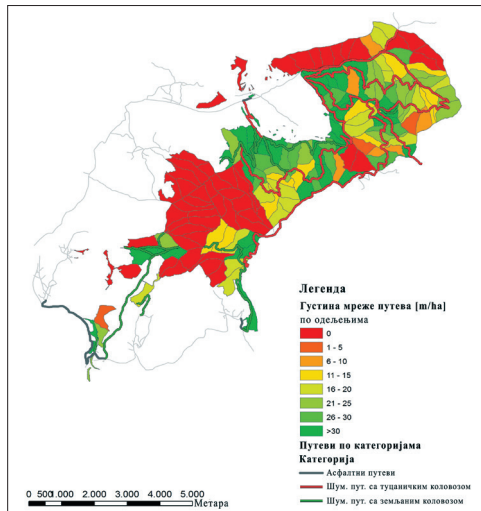 Легенда
Густина мреже путева [m/ha]
по одељењима
0
1 - 5
6 - 10
11 - 15
16 - 20
21 - 25
26 - 30
>30
Путеви по категоријама
Категорија
Асфалтни путеви
Шум. пут. са туцаничким коловозом
Шум. пут. са земљаним коловозом
0 500 1.000 2.000 3.000 4.000 5.000
Метара